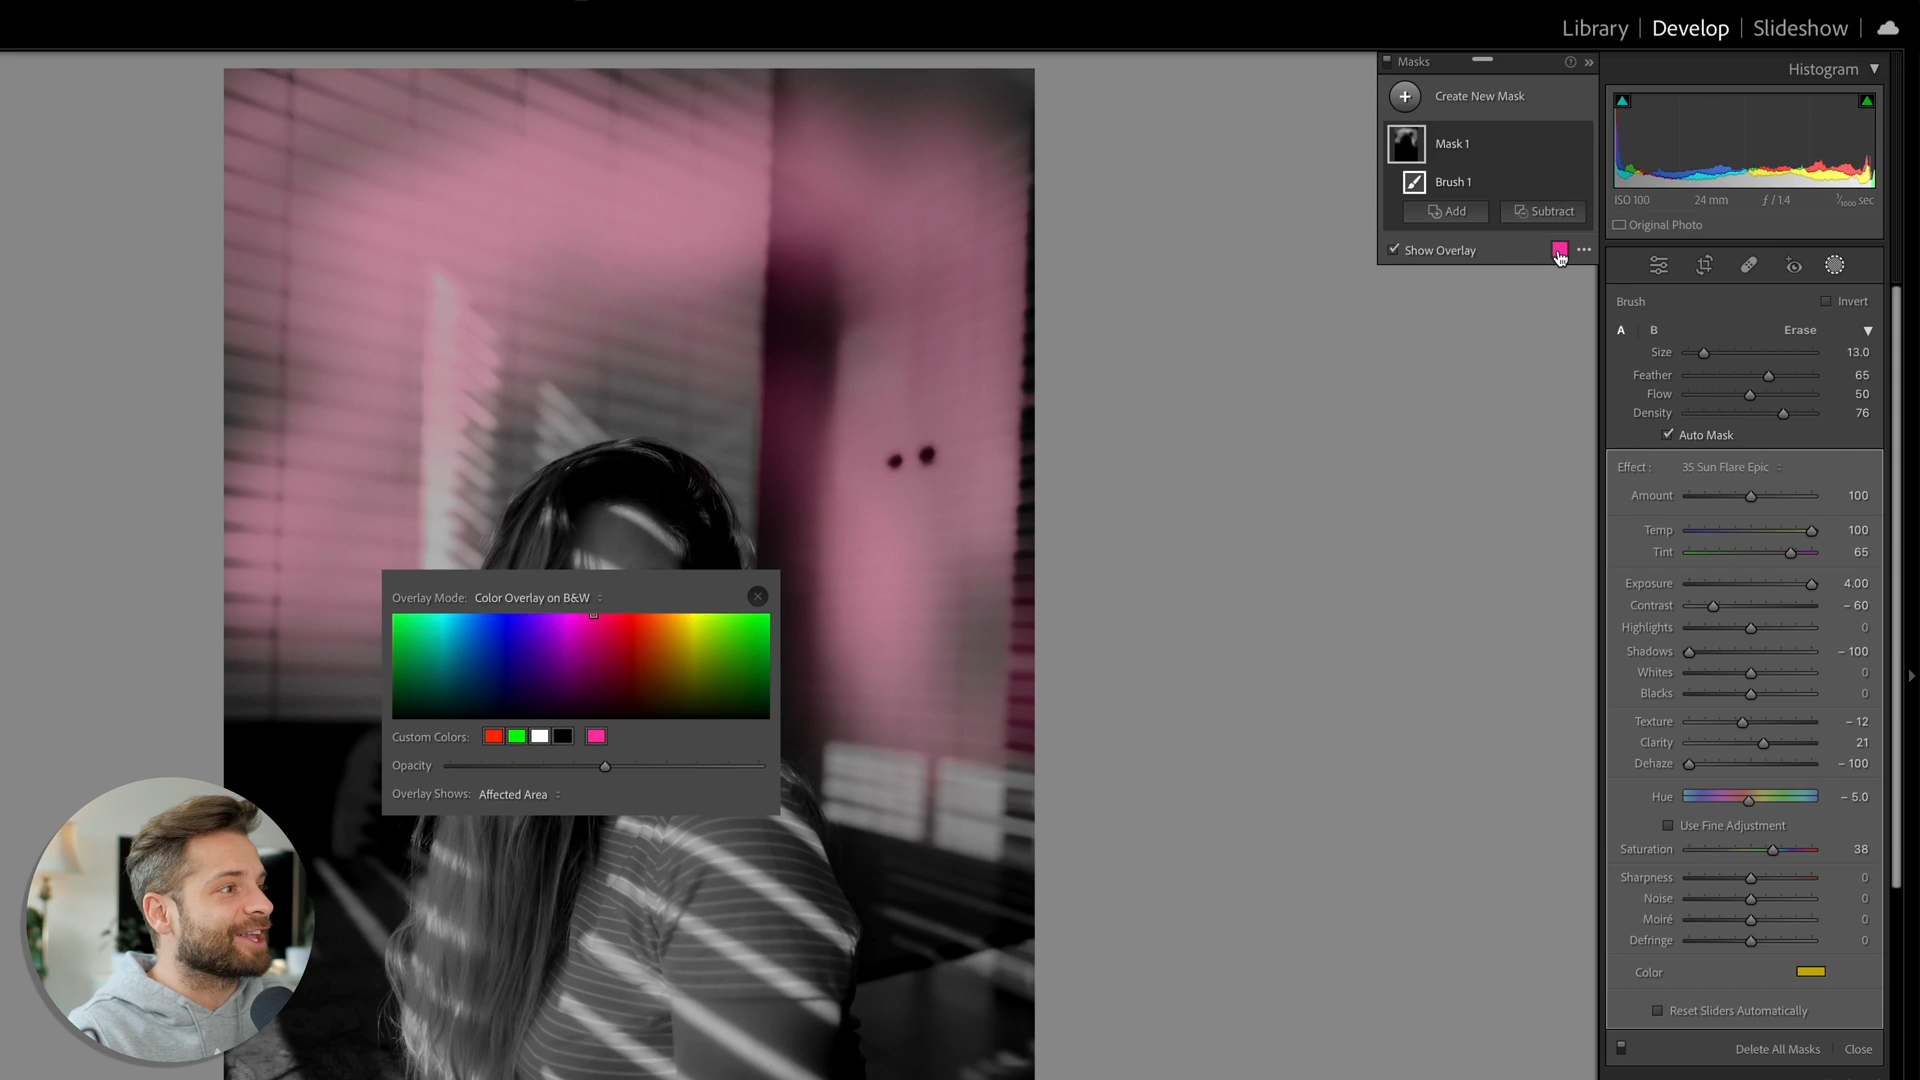 Library | Develop | Slideshow |
Masks
Create New Mask
Mask 1
Brush 1
Add Subtract
Show Overlay
Histogram
ISO 100 24 mm ƒ / 1.4 1/1000 sec
Original Photo
Brush Invert
A B Erase
Size 13.0
Feather 65
Flow 50
Density 76
Auto Mask
Effect : 35 Sun Flare Epic
Amount 100
Temp 100
Tint 65
Exposure 4.00
Contrast – 60
Highlights 0
Shadows – 100
Whites 0
Blacks 0
Texture – 12
Clarity 21
Dehaze – 100
Hue – 5.0
Use Fine Adjustment
Saturation 38
Sharpness 0
Noise 0
Moiré 0
Defringe 0
Color
Reset Sliders Automatically
Delete All Masks Close
Overlay Mode: Color Overlay on B&W
Custom Colors:
Opacity
Overlay Shows: Affected Area